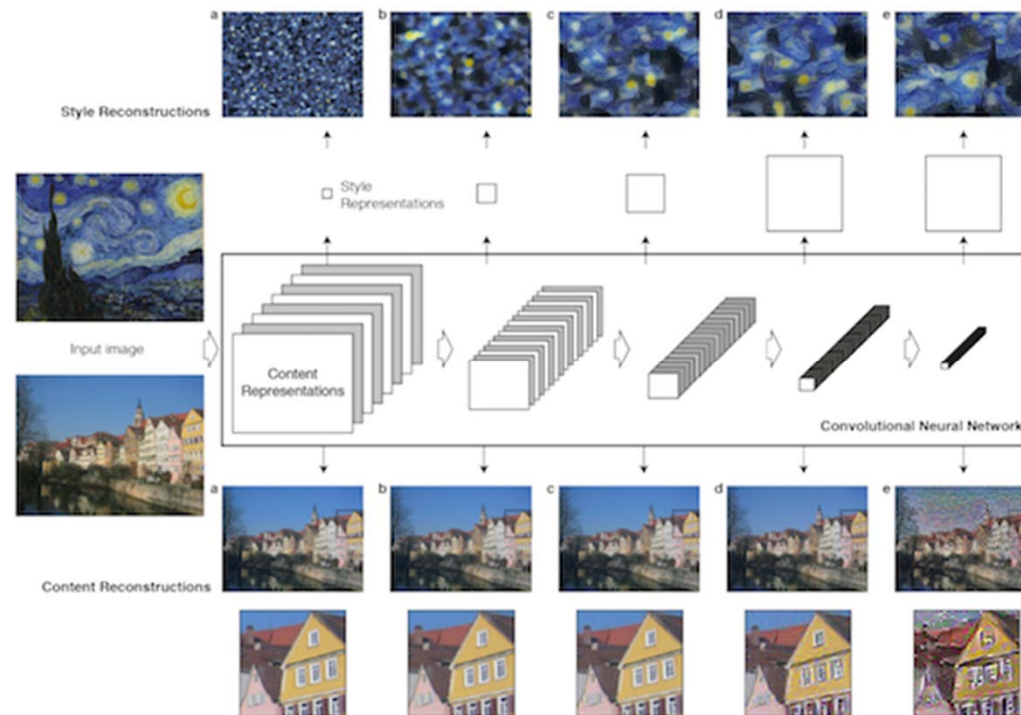 a b c d e
Style Reconstructions
Style
Representations
Input image
Content
Representations
Convolutional Neural Network
a b c d e
Content Reconstructions